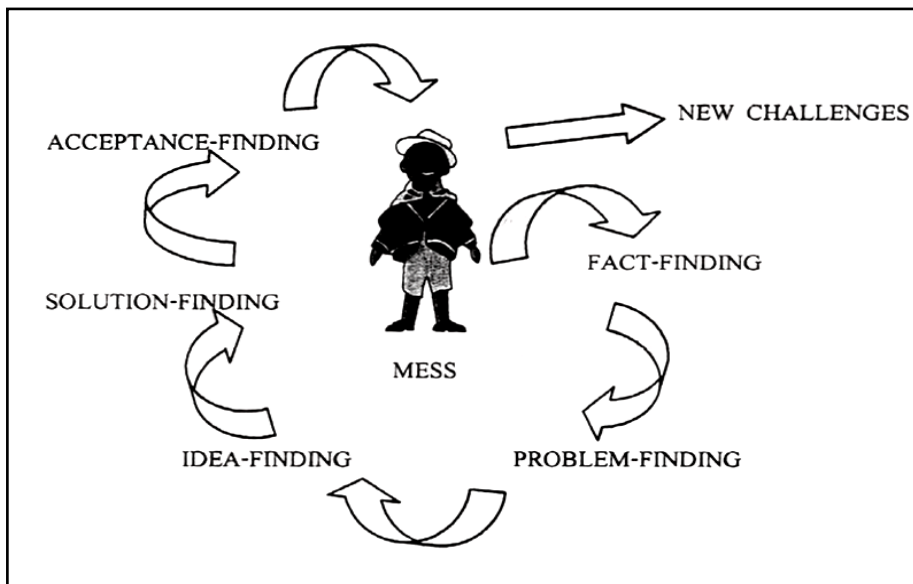 NEW CHALLENGES
ACCEPTANCE-FINDING
FACT-FINDING
SOLUTION-FINDING
MESS
IDEA-FINDING
PROBLEM-FINDING